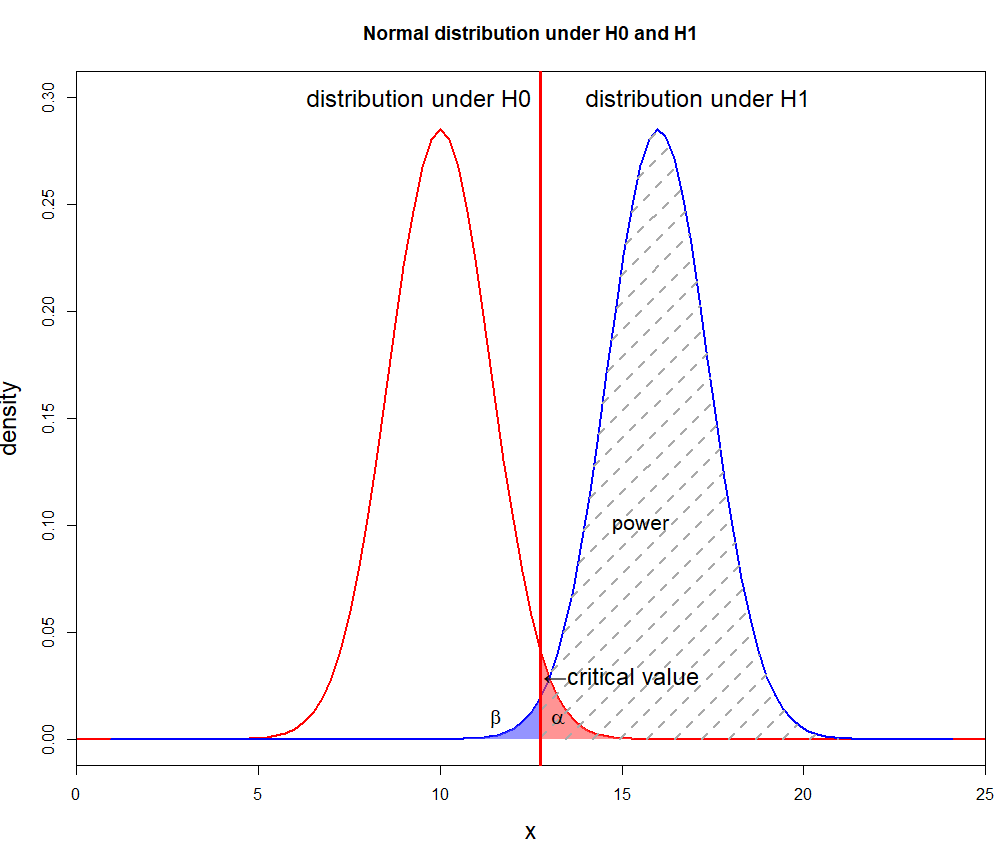 Normal distribution under H0 and H1
distribution under H0
distribution under H1
0.30
0.25
0.20
0.15
0.10
0.05
0.00
density
power
critical value
β
α
0
5
10
15
20
25
x